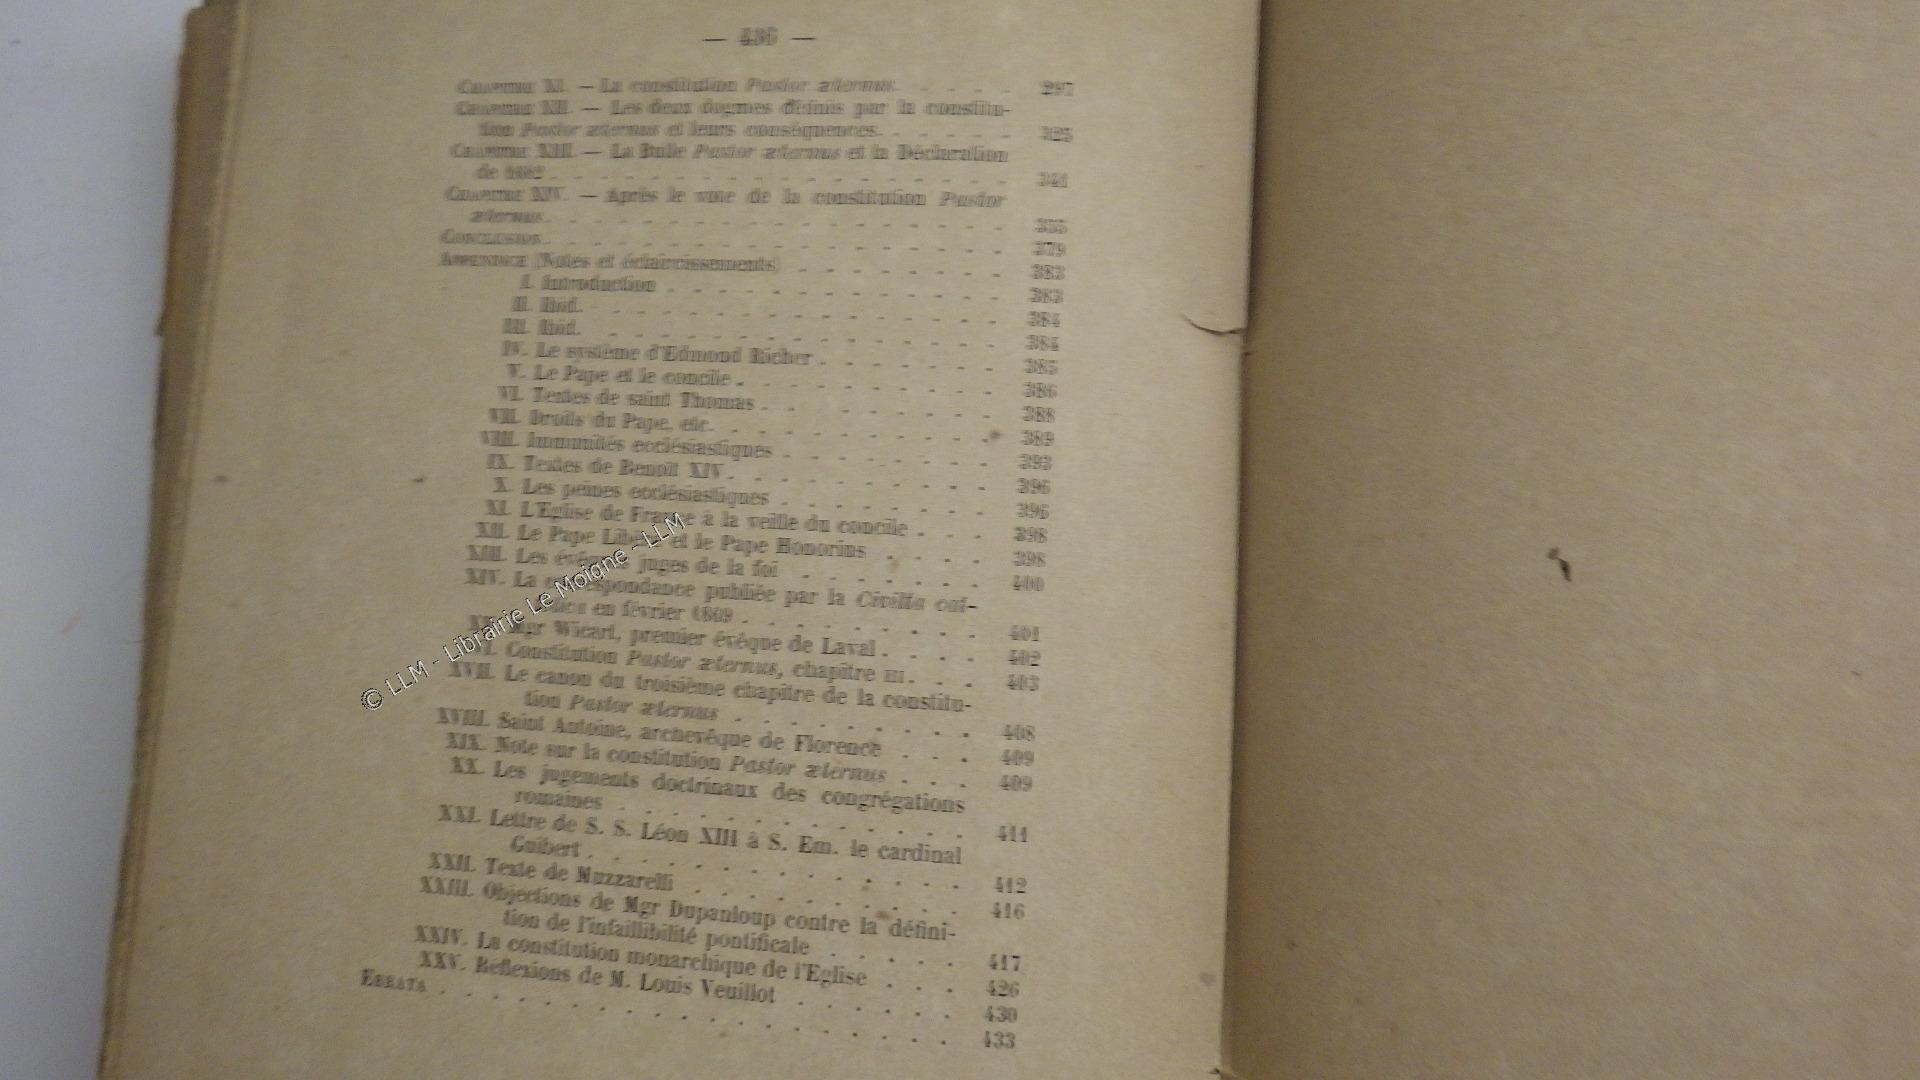 — 436 —
Chapitre XI. — La constitution Pastor æternus. . . . . . 297
Chapitre XII. — Les deux dogmes définis par la constitu-
tion Pastor æternus et leurs conséquences. . . . . . 325
Chapitre XIII. — La Bulle Pastor æternus et la Déclaration
de 1682 . . . . . . . . . . . . . . . . . 341
Chapitre XIV. — Après le vote de la constitution Pastor
æternus. . . . . . . . . . . . . . . . . . 355
Conclusion. . . . . . . . . . . . . . . . . . 379
Appendice (Notes et éclaircissements) . . . . . . . . 383
I. Introduction . . . . . . . . . . . . . 383
II. Ibid. . . . . . . . . . . . . . . . . 384
III. Ibid. . . . . . . . . . . . . . . . . 384
IV. Le système d'Edmond Richer . . . . . . . 385
V. Le Pape et le concile . . . . . . . . . . 386
VI. Textes de saint Thomas . . . . . . . . . 388
VII. Droits du Pape, etc. . . . . . . . . . . 389
VIII. Immunités ecclésiastiques . . . . . . . . 393
IX. Textes de Benoît XIV . . . . . . . . . . 396
X. Les peines ecclésiastiques . . . . . . . . 396
XI. L'Eglise de France à la veille du concile . . . 398
XII. Le Pape Libère et le Pape Honorius . . . . 398
XIII. Les évêques juges de la foi . . . . . . . 400
XIV. La correspondance publiée par la Civilta cat-
tolica en février 1869 . . . . . . . . . . 401
XV. Mgr Wicart, premier évêque de Laval . . . . 402
XVI. Constitution Pastor æternus, chapitre III. . . 403
XVII. Le canon du troisième chapitre de la constitu-
tion Pastor æternus . . . . . . . . . . . 408
XVIII. Saint Antoine, archevêque de Florence . . . 409
XIX. Note sur la constitution Pastor æternus . . . 409
XX. Les jugements doctrinaux des congrégations
romaines . . . . . . . . . . . . . . . 411
XXI. Lettre de S. S. Léon XIII à S. Em. le cardinal
Guibert . . . . . . . . . . . . . . . . 412
XXII. Texte de Muzzarelli . . . . . . . . . . . 416
XXIII. Objections de Mgr Dupanloup contre la défini-
tion de l'infaillibilité pontificale . . . . . . 417
XXIV. La constitution monarchique de l'Eglise . . . 426
XXV. Réflexions de M. Louis Veuillot . . . . . . 430
Errata . . . . . . . . . . . . . . . . . . . 433
© LLM - Librairie Le Moigne - LLM